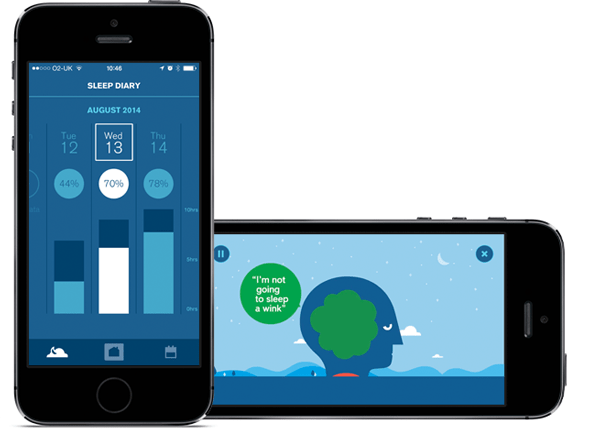 O2-UK
10:46
SLEEP DIARY
AUGUST 2014
Tue
12
Wed
13
Thu
14
44%
70%
78%
10hrs
0hrs
"I'm not
going
to sleep
a wink"